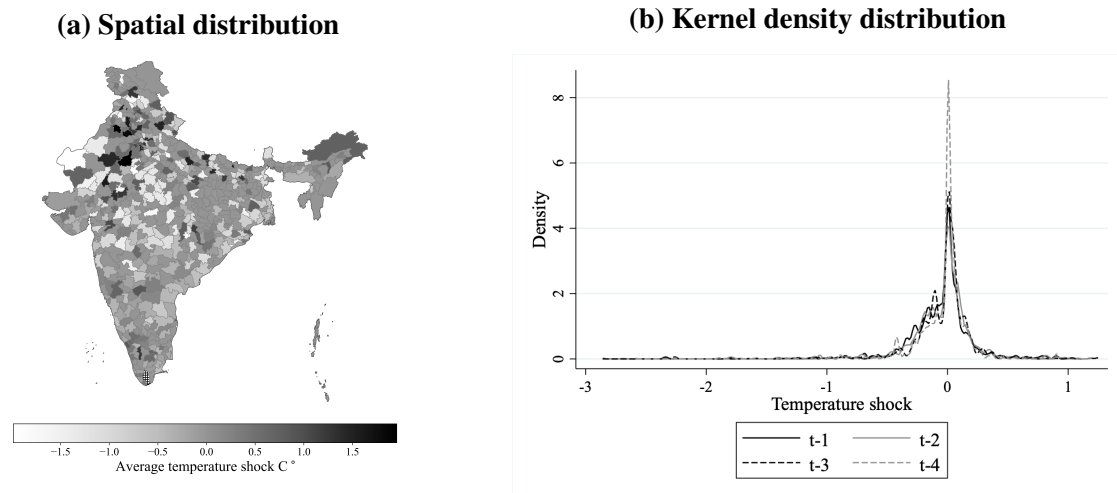 (a) Spatial distribution
−1.5 −1.0 −0.5 0.0 0.5 1.0 1.5
Average temperature shock C °
(b) Kernel density distribution
Density
8
6
4
2
0
-3 -2 -1 0 1
Temperature shock
t-1 t-2
t-3 t-4